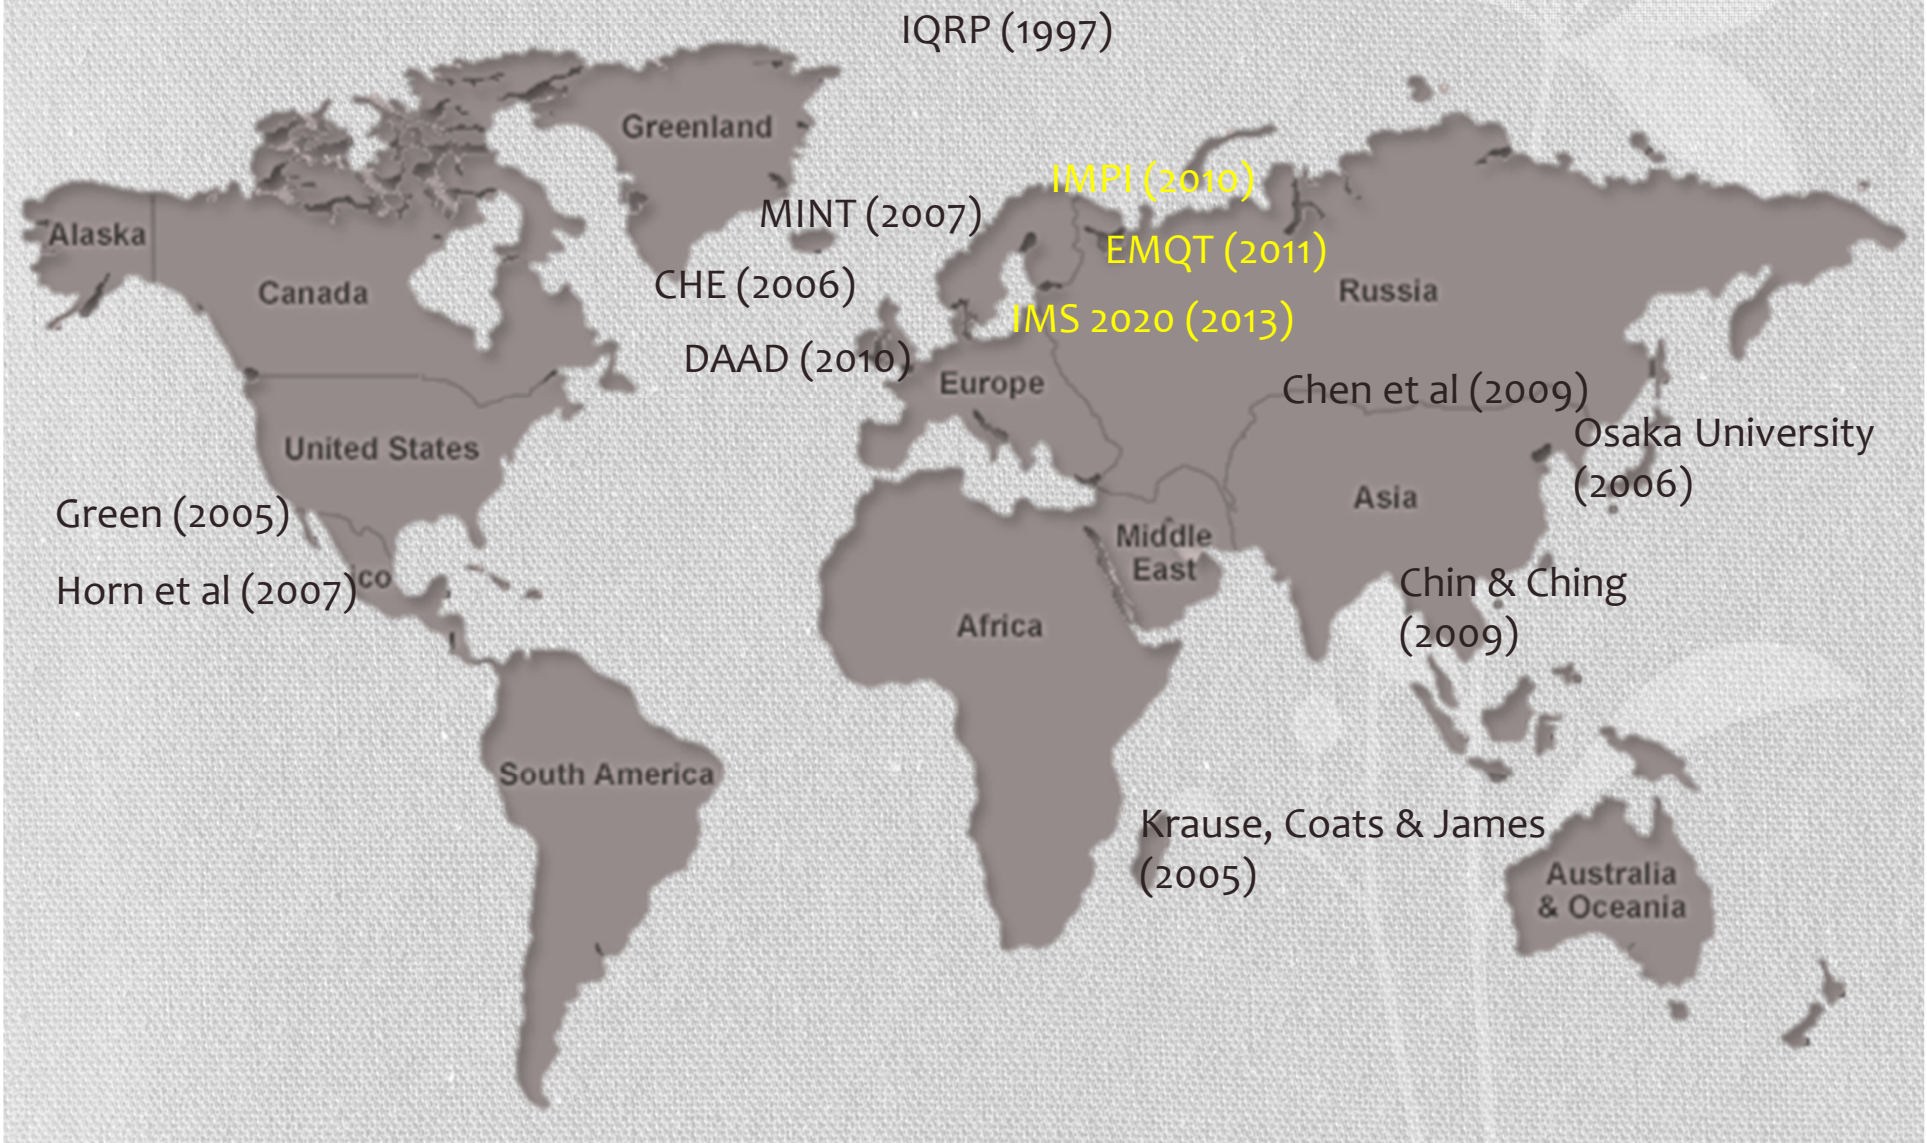 IQRP (1997)
Greenland
IMPI (2010)
MINT (2007)
Alaska
EMQT (2011)
CHE (2006)
Canada
Russia
IMS 2020 (2013)
DAAD (2010)
Europe
Chen et al (2009)
Osaka University
(2006)
United States
Asia
Green (2005)
Middle
East
Horn et al (2007)
ico
Chin & Ching
(2009)
Africa
South America
Krause, Coats & James
(2005)
Australia
& Oceania